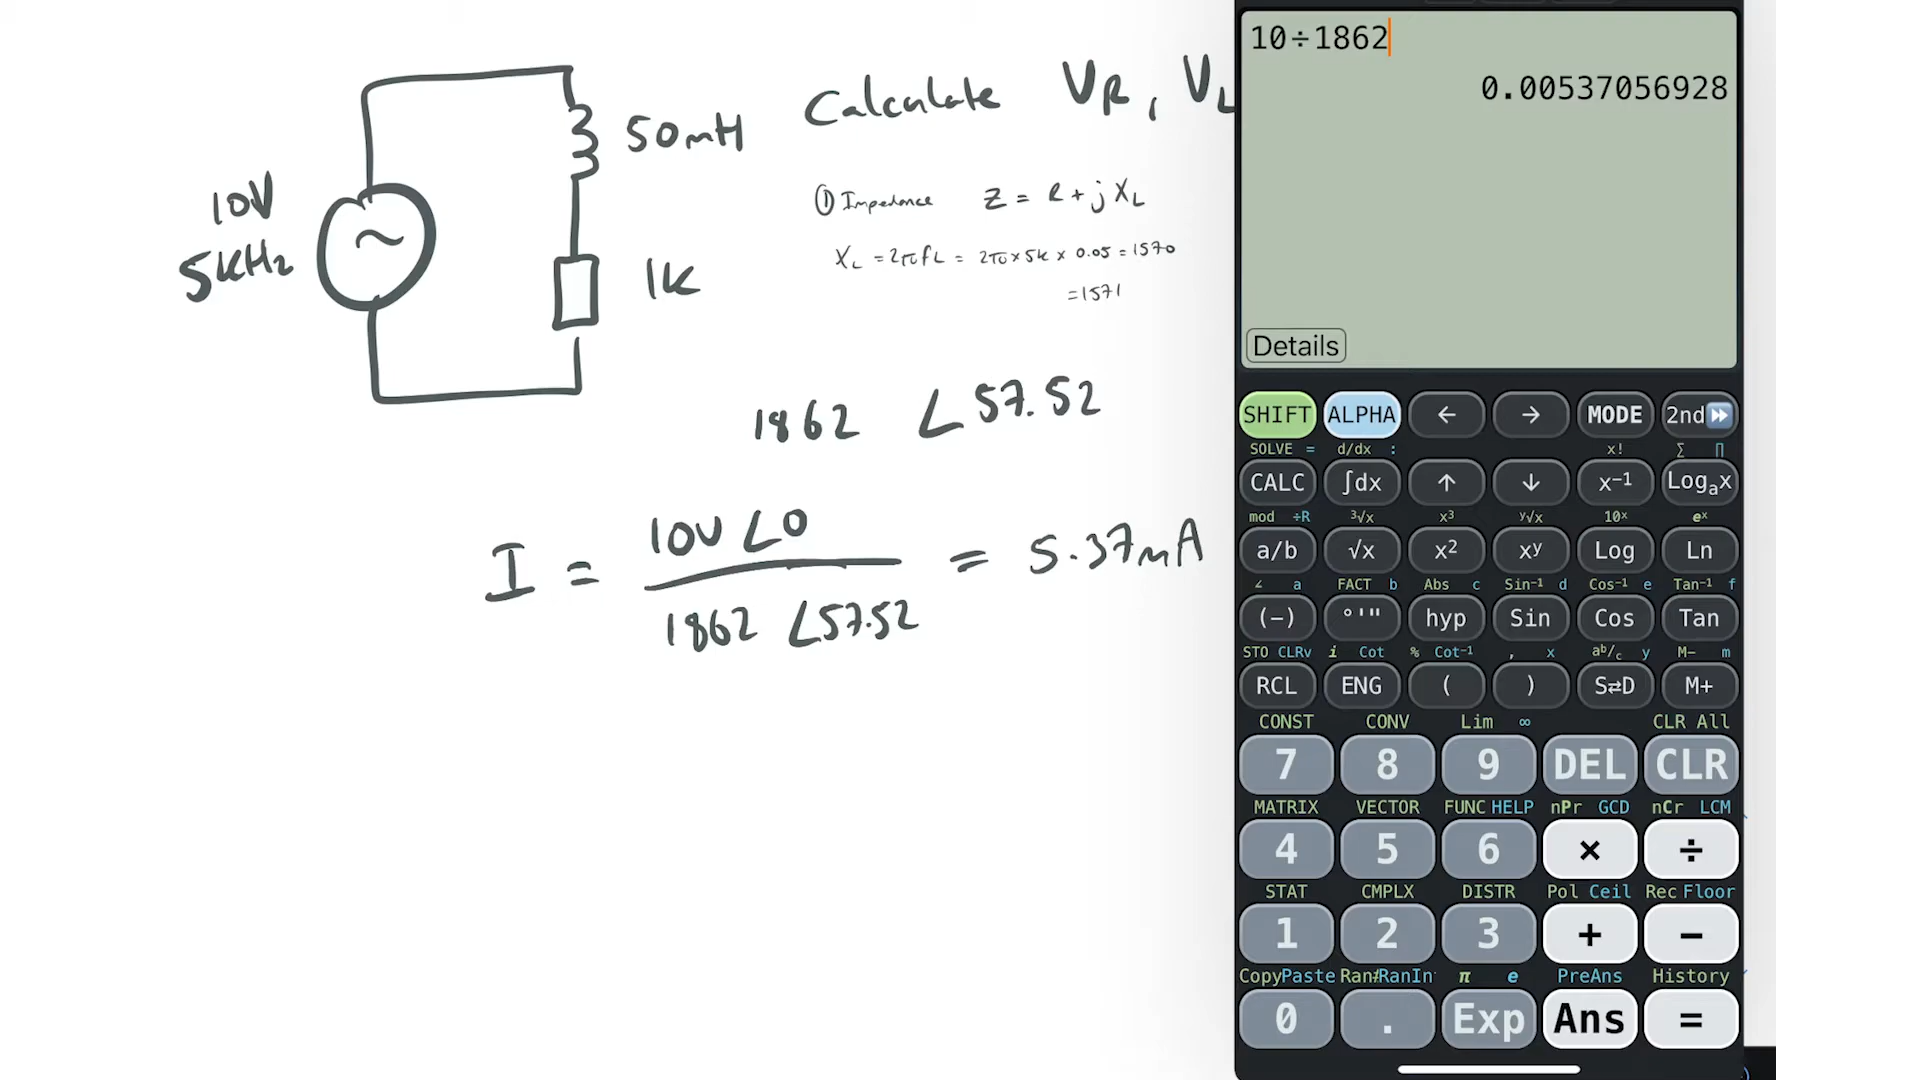 10V
5kHz
50mH
1k
Calculate VR, VL
① Impedance Z = R + jXL
XL = 2πfL = 2π × 5k × 0.05 = 1570
= 1571
1862 ∠57.52
I = 10V ∠0 / 1862 ∠57.52 = 5.37mA
10÷1862
0.00537056928
Details
SHIFT ALPHA ← → MODE 2nd
SOLVE = d/dx : x! ∑ ∏
CALC ∫dx ↑ ↓ x⁻¹ Logₐx
mod ÷R ³√x x³ ʸ√x 10ˣ eˣ
a/b √x x² xʸ Log Ln
∠ a FACT b Abs c Sin⁻¹ d Cos⁻¹ e Tan⁻¹ f
(−) °'" hyp Sin Cos Tan
STO CLRv i Cot % Cot⁻¹ , x aᵇ/c y M− m
RCL ENG ( ) S⇄D M+
CONST CONV Lim ∞ CLR All
7 8 9 DEL CLR
MATRIX VECTOR FUNC HELP nPr GCD nCr LCM
4 5 6 × ÷
STAT CMPLX DISTR Pol Ceil Rec Floor
1 2 3 + −
Copy Paste Ran# RanIn π e PreAns History
0 . Exp Ans =